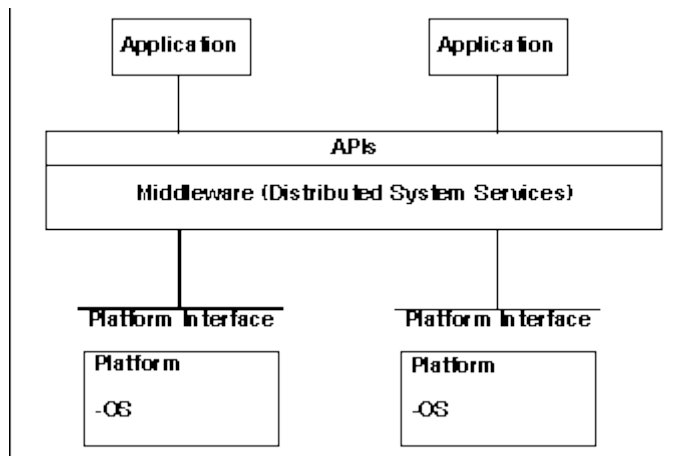 Application Application
APIs
Middleware (Distributed System Services)
Platform Interface Platform Interface
Platform Platform
-OS -OS